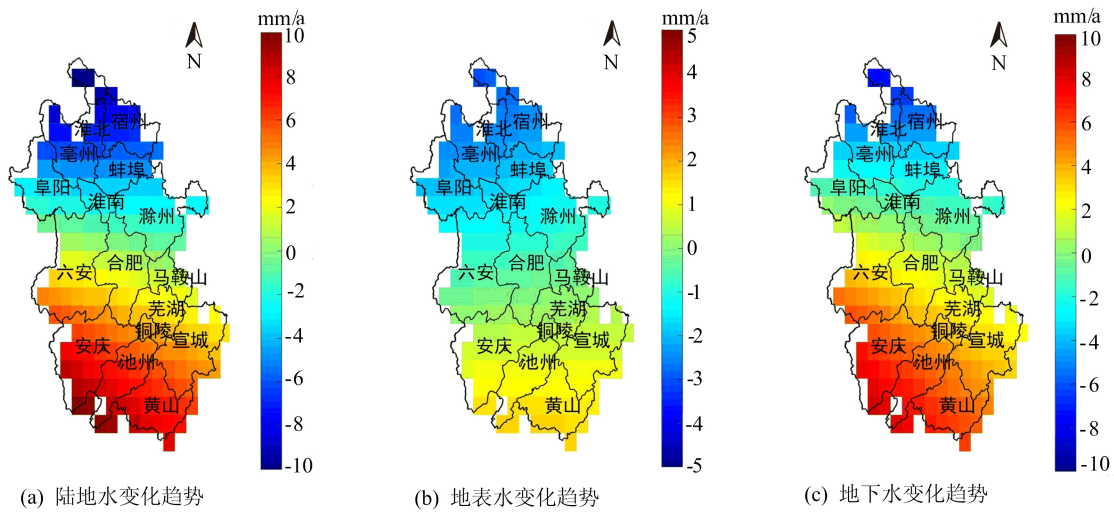 mm/a
10
8
6
4
2
0
-2
-4
-6
-8
-10
N
宿州
淮北
亳州
蚌埠
阜阳
淮南
滁州
合肥
六安
马鞍山
芜湖
铜陵
宣城
安庆
池州
黄山
(a) 陆地水变化趋势
mm/a
5
4
3
2
1
0
-1
-2
-3
-4
-5
N
宿州
淮北
亳州
蚌埠
阜阳
淮南
滁州
合肥
六安
马鞍山
芜湖
铜陵
宣城
安庆
池州
黄山
(b) 地表水变化趋势
mm/a
10
8
6
4
2
0
-2
-4
-6
-8
-10
N
宿州
淮北
亳州
蚌埠
阜阳
淮南
滁州
合肥
六安
马鞍山
芜湖
铜陵
宣城
安庆
池州
黄山
(c) 地下水变化趋势